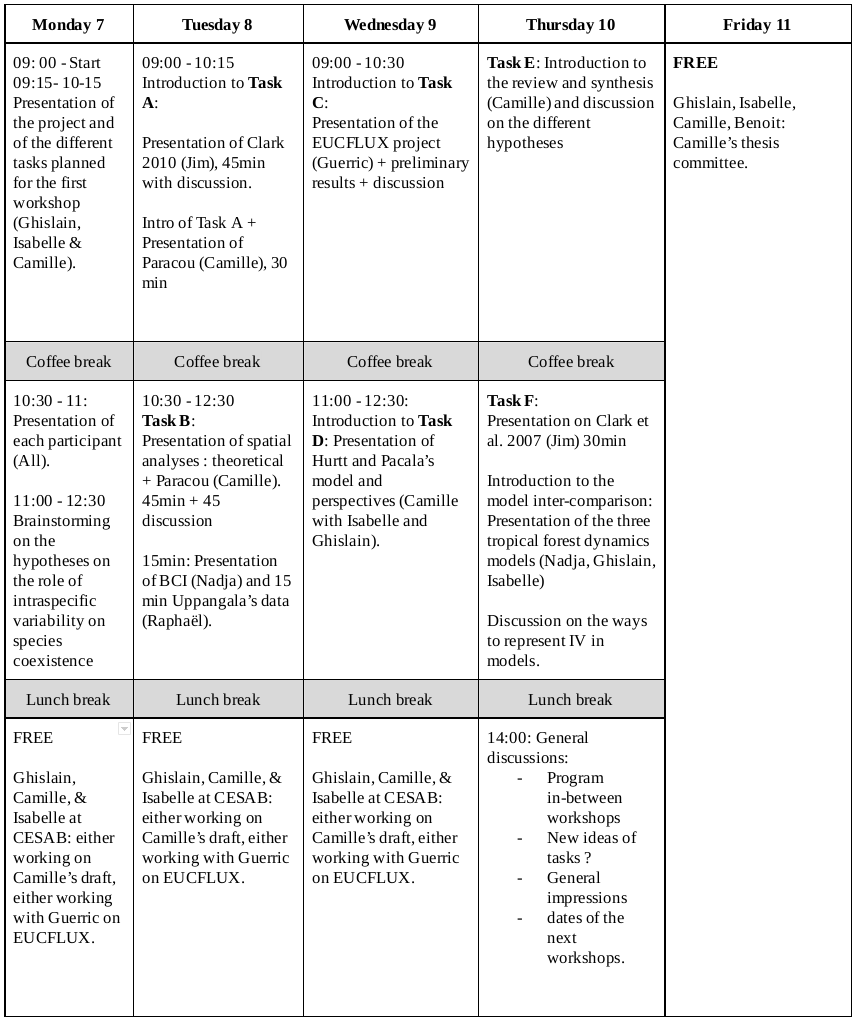 Monday 7
Tuesday 8
Wednesday 9
Thursday 10
Friday 11
09: 00 - Start
09:15- 10-15
Presentation of
the project and
of the different
tasks planned
for the first
workshop
(Ghislain,
Isabelle &
Camille).
09:00 - 10:15
Introduction to Task
A:
Presentation of Clark
2010 (Jim), 45min
with discussion.
Intro of Task A +
Presentation of
Paracou (Camille), 30
min
09:00 - 10:30
Introduction to Task
C:
Presentation of the
EUCFLUX project
(Guerric) + preliminary
results + discussion
Task E: Introduction to
the review and synthesis
(Camille) and discussion
on the different
hypotheses
FREE
Ghislain, Isabelle,
Camille, Benoit:
Camille’s thesis
committee.
Coffee break
Coffee break
Coffee break
Coffee break
10:30 - 11:
Presentation of
each participant
(All).
11:00 - 12:30
Brainstorming
on the
hypotheses on
the role of
intraspecific
variability on
species
coexistence
10:30 - 12:30
Task B:
Presentation of spatial
analyses : theoretical
+ Paracou (Camille).
45min + 45
discussion
15min: Presentation
of BCI (Nadja) and 15
min Uppangala’s data
(Raphaël).
11:00 - 12:30:
Introduction to Task
D: Presentation of
Hurtt and Pacala’s
model and
perspectives (Camille
with Isabelle and
Ghislain).
Task F:
Presentation on Clark et
al. 2007 (Jim) 30min
Introduction to the
model inter-comparison:
Presentation of the three
tropical forest dynamics
models (Nadja, Ghislain,
Isabelle)
Discussion on the ways
to represent IV in
models.
Lunch break
Lunch break
Lunch break
Lunch break
FREE
Ghislain,
Camille, &
Isabelle at
CESAB: either
working on
Camille’s draft,
either working
with Guerric on
EUCFLUX.
FREE
Ghislain, Camille, &
Isabelle at CESAB:
either working on
Camille’s draft, either
working with Guerric
on EUCFLUX.
FREE
Ghislain, Camille, &
Isabelle at CESAB:
either working on
Camille’s draft, either
working with Guerric
on EUCFLUX.
14:00: General
discussions:
- Program
in-between
workshops
- New ideas of
tasks ?
- General
impressions
- dates of the
next
workshops.